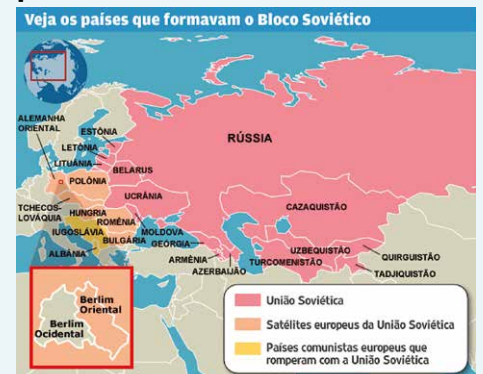 Veja os países que formavam o Bloco Soviético
ALEMANHA
ORIENTAL
ESTÔNIA
LETÔNIA
LITUÂNIA
BELARUS
RÚSSIA
POLÔNIA
UCRÂNIA
CAZAQUISTÃO
TCHECOS-
LOVÁQUIA
HUNGRIA
ROMÊNIA
MOLDOVA
IUGOSLÁVIA
BULGÁRIA
GEORGIA
ALBÂNIA
ARMÊNIA
AZERBAIJÃO
UZBEQUISTÃO
TURCOMENISTÃO
QUIRGUISTÃO
TADJIQUISTÃO
Berlim
Oriental
Berlim
Ocidental
União Soviética
Satélites europeus da União Soviética
Países comunistas europeus que
romperam com a União Soviética